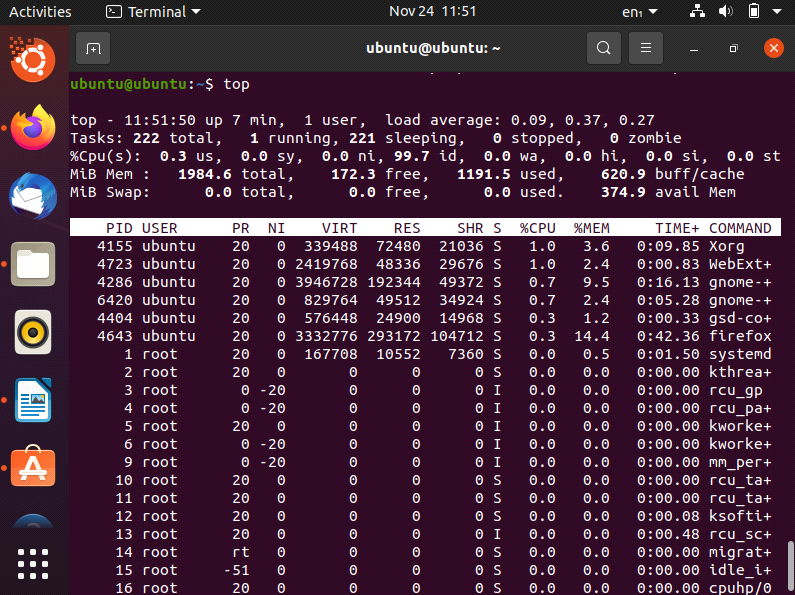 Activities Terminal Nov 24 11:51 en₁
ubuntu@ubuntu: ~
ubuntu@ubuntu:~$ top
top - 11:51:50 up 7 min,  1 user,  load average: 0.09, 0.37, 0.27
Tasks: 222 total,   1 running, 221 sleeping,   0 stopped,   0 zombie
%Cpu(s):  0.3 us,  0.0 sy,  0.0 ni, 99.7 id,  0.0 wa,  0.0 hi,  0.0 si,  0.0 st
MiB Mem :   1984.6 total,    172.3 free,   1191.5 used,    620.9 buff/cache
MiB Swap:      0.0 total,      0.0 free,      0.0 used.    374.9 avail Mem
PID USER      PR  NI    VIRT    RES    SHR S  %CPU  %MEM     TIME+ COMMAND
4155 ubuntu    20   0  339488  72480  21036 S   1.0   3.6   0:09.85 Xorg
4723 ubuntu    20   0 2419768  48336  29676 S   1.0   2.4   0:00.83 WebExt+
4286 ubuntu    20   0 3946728 192344  49372 S   0.7   9.5   0:16.13 gnome-+
6420 ubuntu    20   0  829764  49512  34924 S   0.7   2.4   0:05.28 gnome-+
4404 ubuntu    20   0  576448  24900  14968 S   0.3   1.2   0:00.33 gsd-co+
4643 ubuntu    20   0 3332776 293172 104712 S   0.3  14.4   0:42.36 firefox
1 root      20   0  167708  10552   7360 S   0.0   0.5   0:01.50 systemd
2 root      20   0       0      0      0 S   0.0   0.0   0:00.00 kthrea+
3 root       0 -20       0      0      0 I   0.0   0.0   0:00.00 rcu_gp
4 root       0 -20       0      0      0 I   0.0   0.0   0:00.00 rcu_pa+
5 root      20   0       0      0      0 I   0.0   0.0   0:00.00 kworke+
6 root       0 -20       0      0      0 I   0.0   0.0   0:00.00 kworke+
9 root       0 -20       0      0      0 I   0.0   0.0   0:00.00 mm_per+
10 root      20   0       0      0      0 S   0.0   0.0   0:00.00 rcu_ta+
11 root      20   0       0      0      0 S   0.0   0.0   0:00.00 rcu_ta+
12 root      20   0       0      0      0 S   0.0   0.0   0:00.08 ksofti+
13 root      20   0       0      0      0 I   0.0   0.0   0:00.48 rcu_sc+
14 root      rt   0       0      0      0 S   0.0   0.0   0:00.00 migrat+
15 root     -51   0       0      0      0 S   0.0   0.0   0:00.00 idle_i+
16 root      20   0       0      0      0 S   0.0   0.0   0:00.00 cpuhp/0